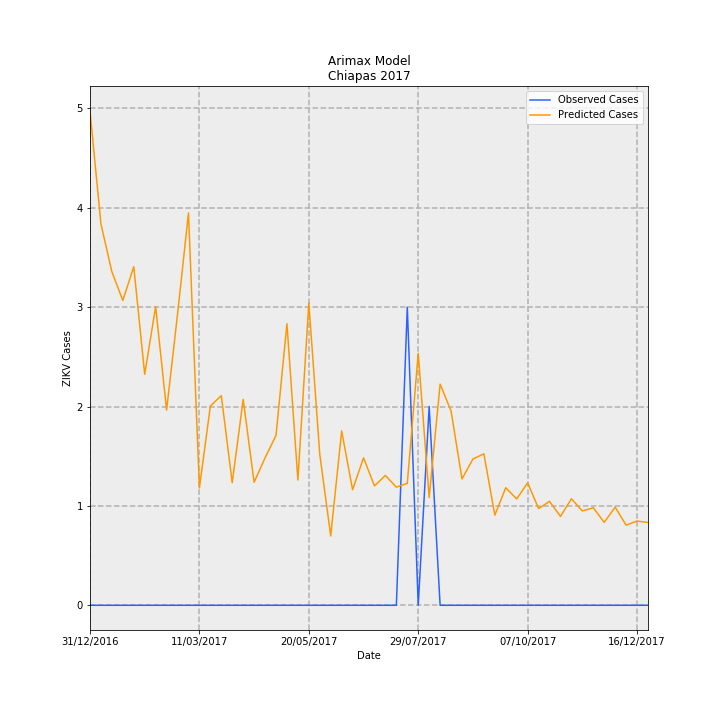 Arimax Model
Chiapas 2017
Observed Cases
Predicted Cases
5
4
3
2
1
0
ZIKV Cases
31/12/2016 11/03/2017 20/05/2017 29/07/2017 07/10/2017 16/12/2017
Date